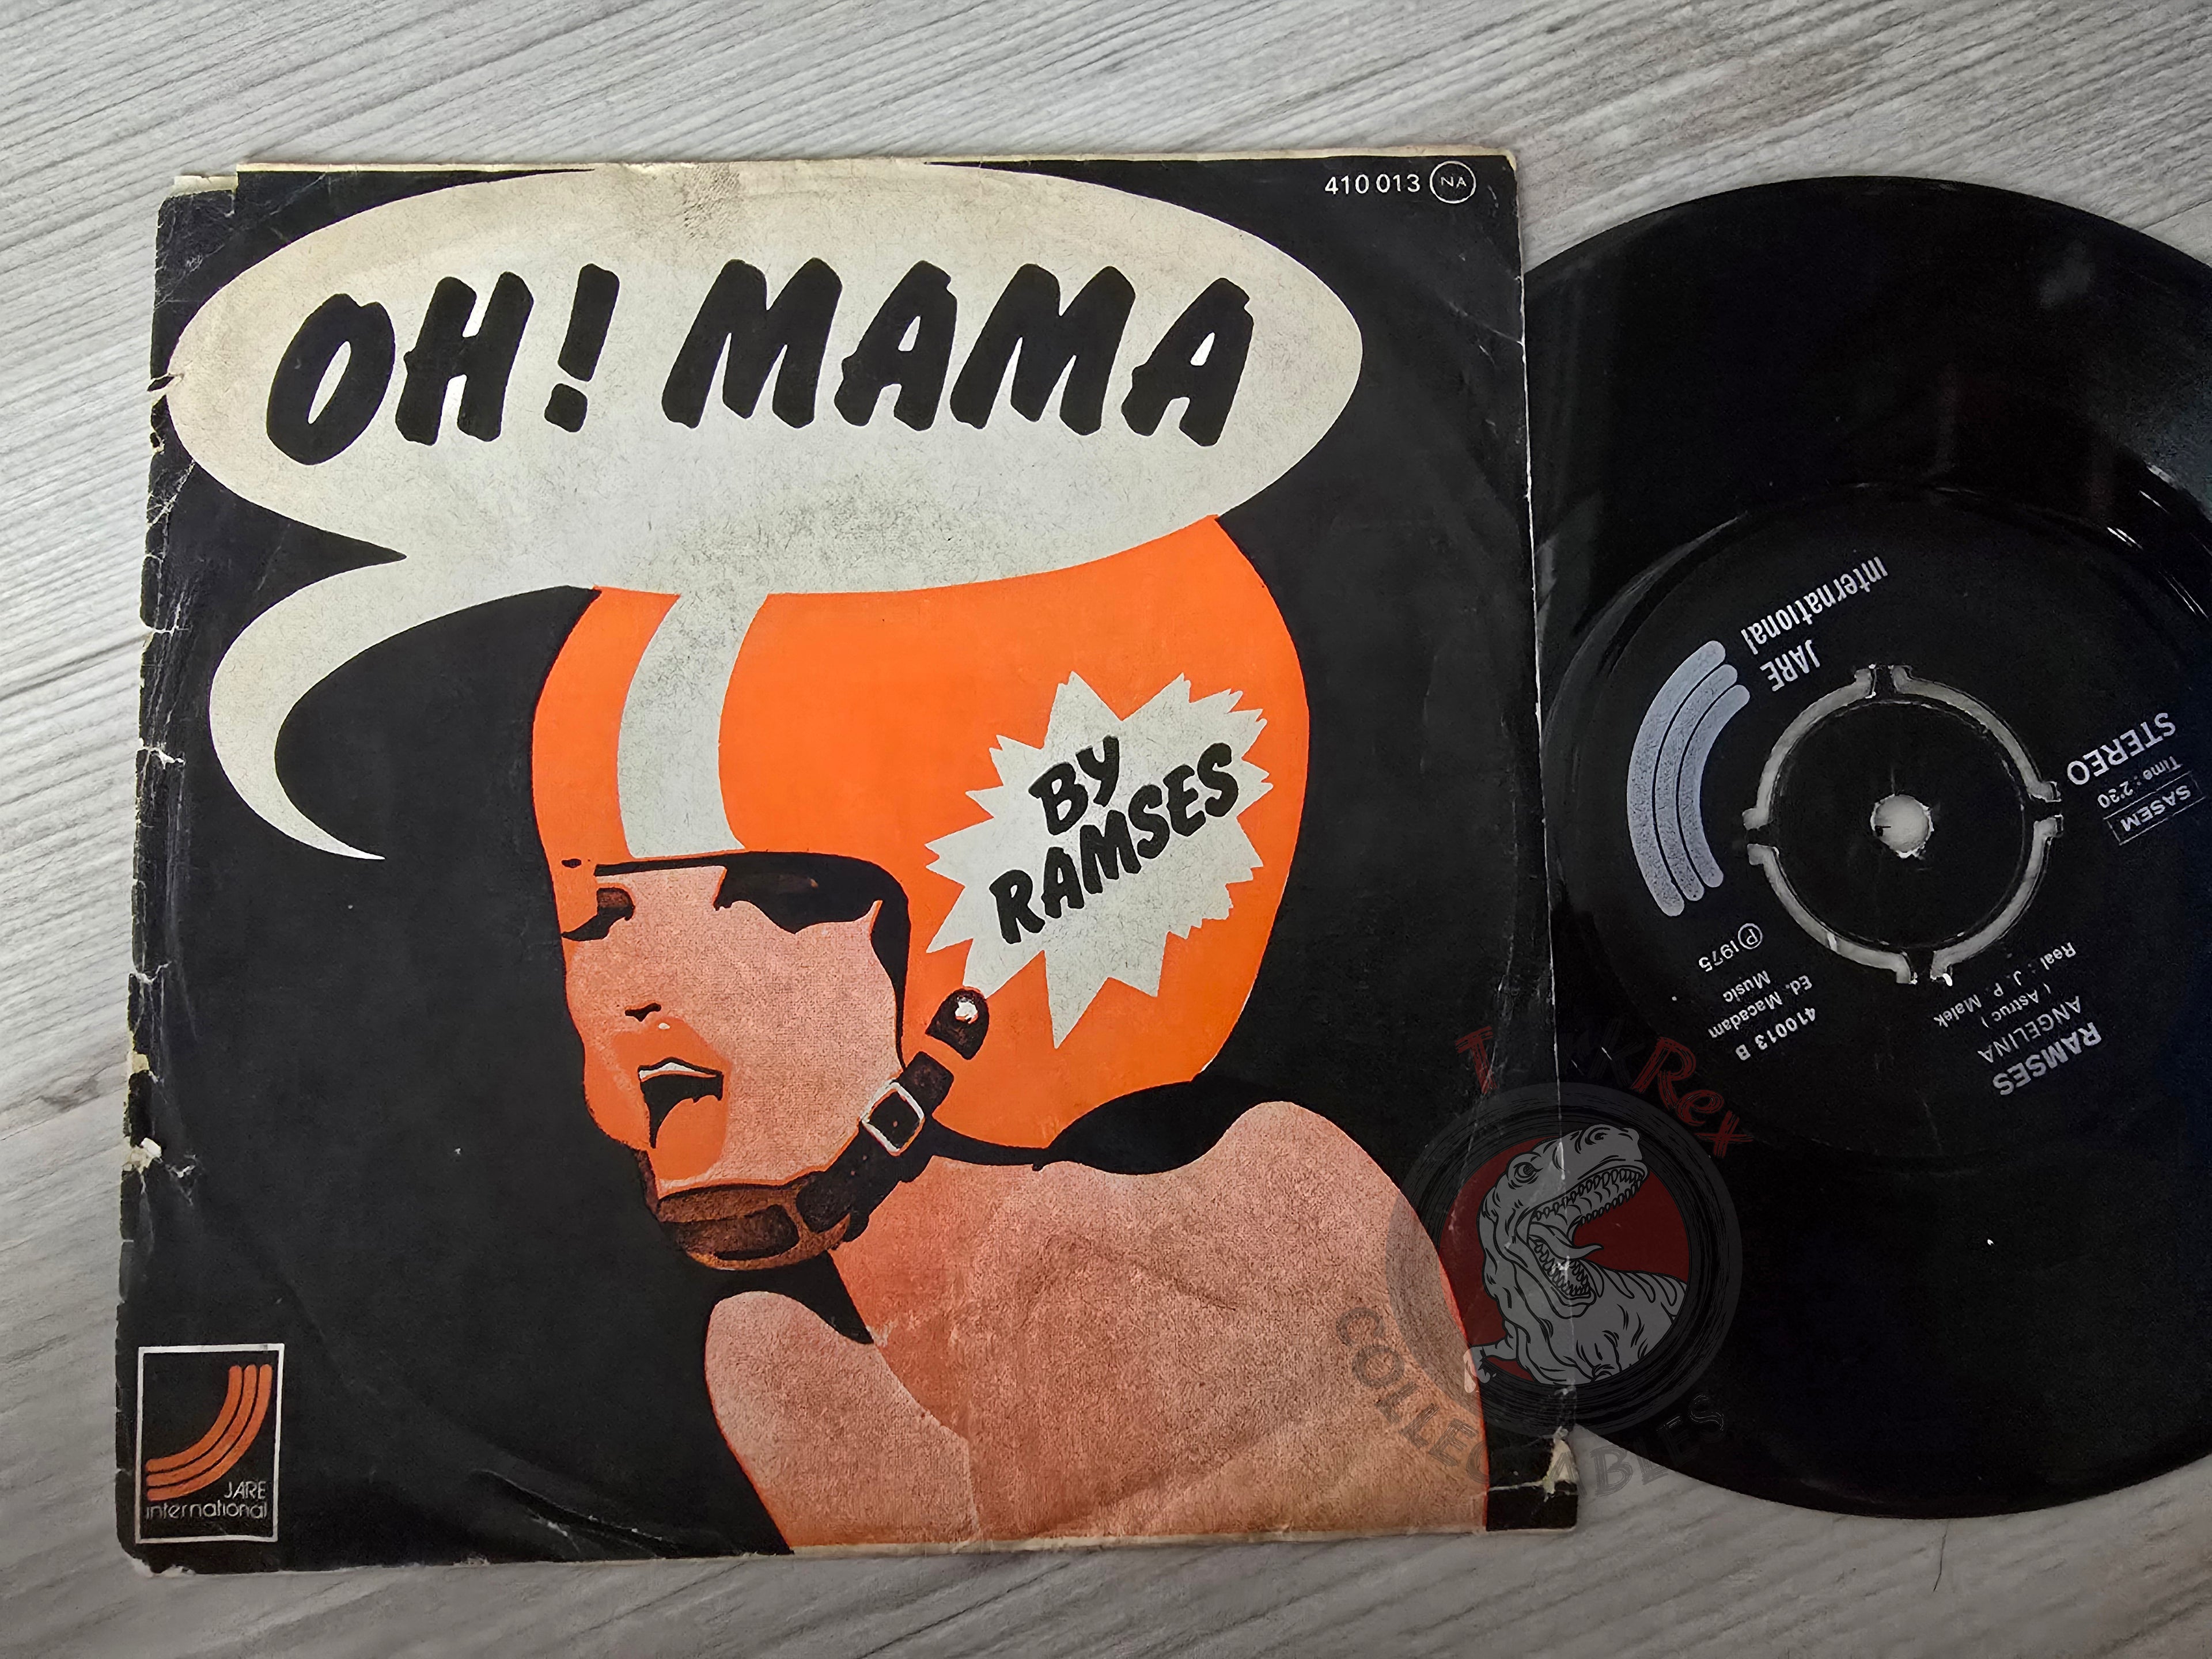 410 013 NA
OH! MAMA
BY
RAMSES
JARE
international
JARE
international
STEREO
Time : 2'30
SASEM
℗ 1975
Ed. Macadam
Music
410013 B
RAMSES
ANGELINA
( Astruc )
Real : J. P. Malek
Rex
COLLECTABLES